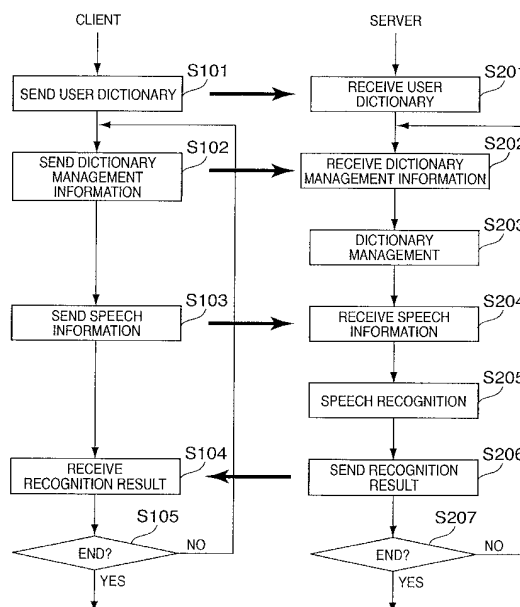 CLIENT
SERVER
S101
S201
SEND USER DICTIONARY
RECEIVE USER
DICTIONARY
S102
S202
SEND DICTIONARY
MANAGEMENT
INFORMATION
RECEIVE DICTIONARY
MANAGEMENT INFORMATION
S203
DICTIONARY
MANAGEMENT
S103
S204
SEND SPEECH
INFORMATION
RECEIVE SPEECH
INFORMATION
S205
SPEECH RECOGNITION
S104
S206
RECEIVE
RECOGNITION RESULT
SEND RECOGNITION
RESULT
S105
S207
END?
NO
END?
NO
YES
YES